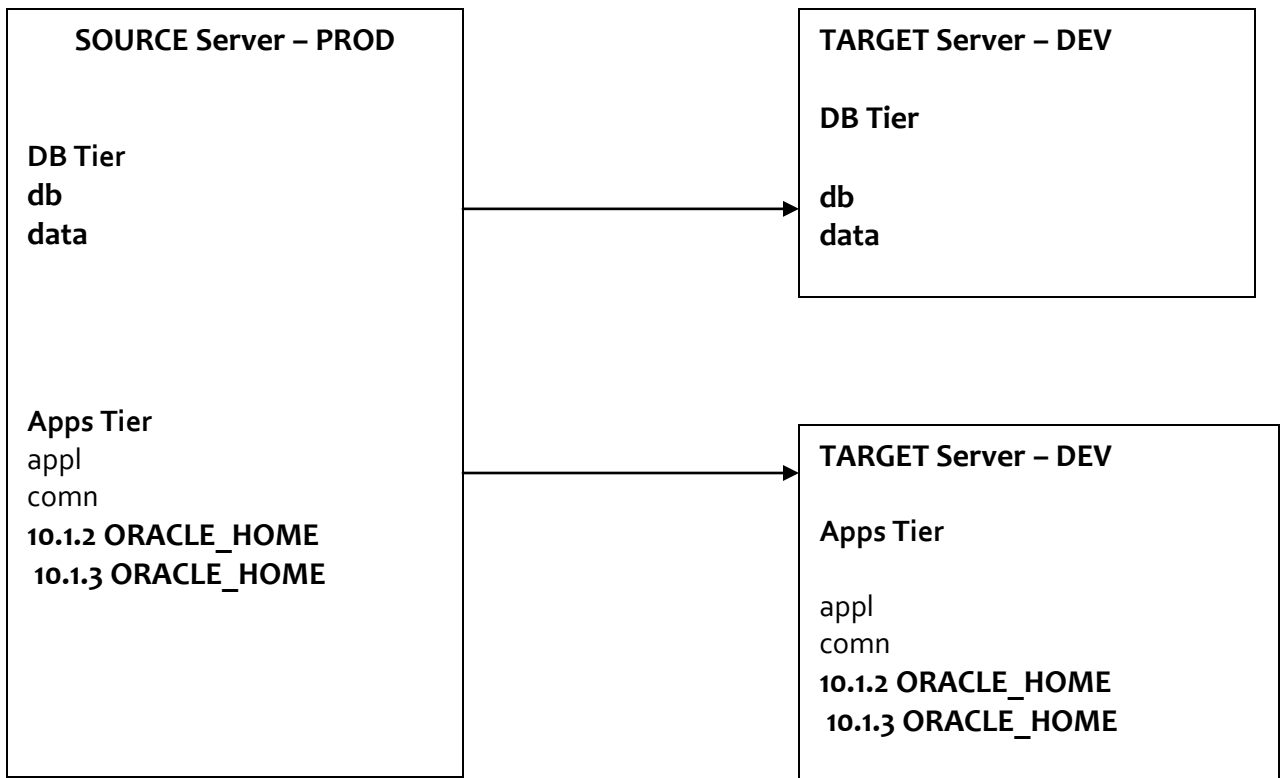 SOURCE Server – PROD
DB Tier
db
data
Apps Tier
appl
comn
10.1.2 ORACLE_HOME
10.1.3 ORACLE_HOME
TARGET Server – DEV
DB Tier
db
data
TARGET Server – DEV
Apps Tier
appl
comn
10.1.2 ORACLE_HOME
10.1.3 ORACLE_HOME